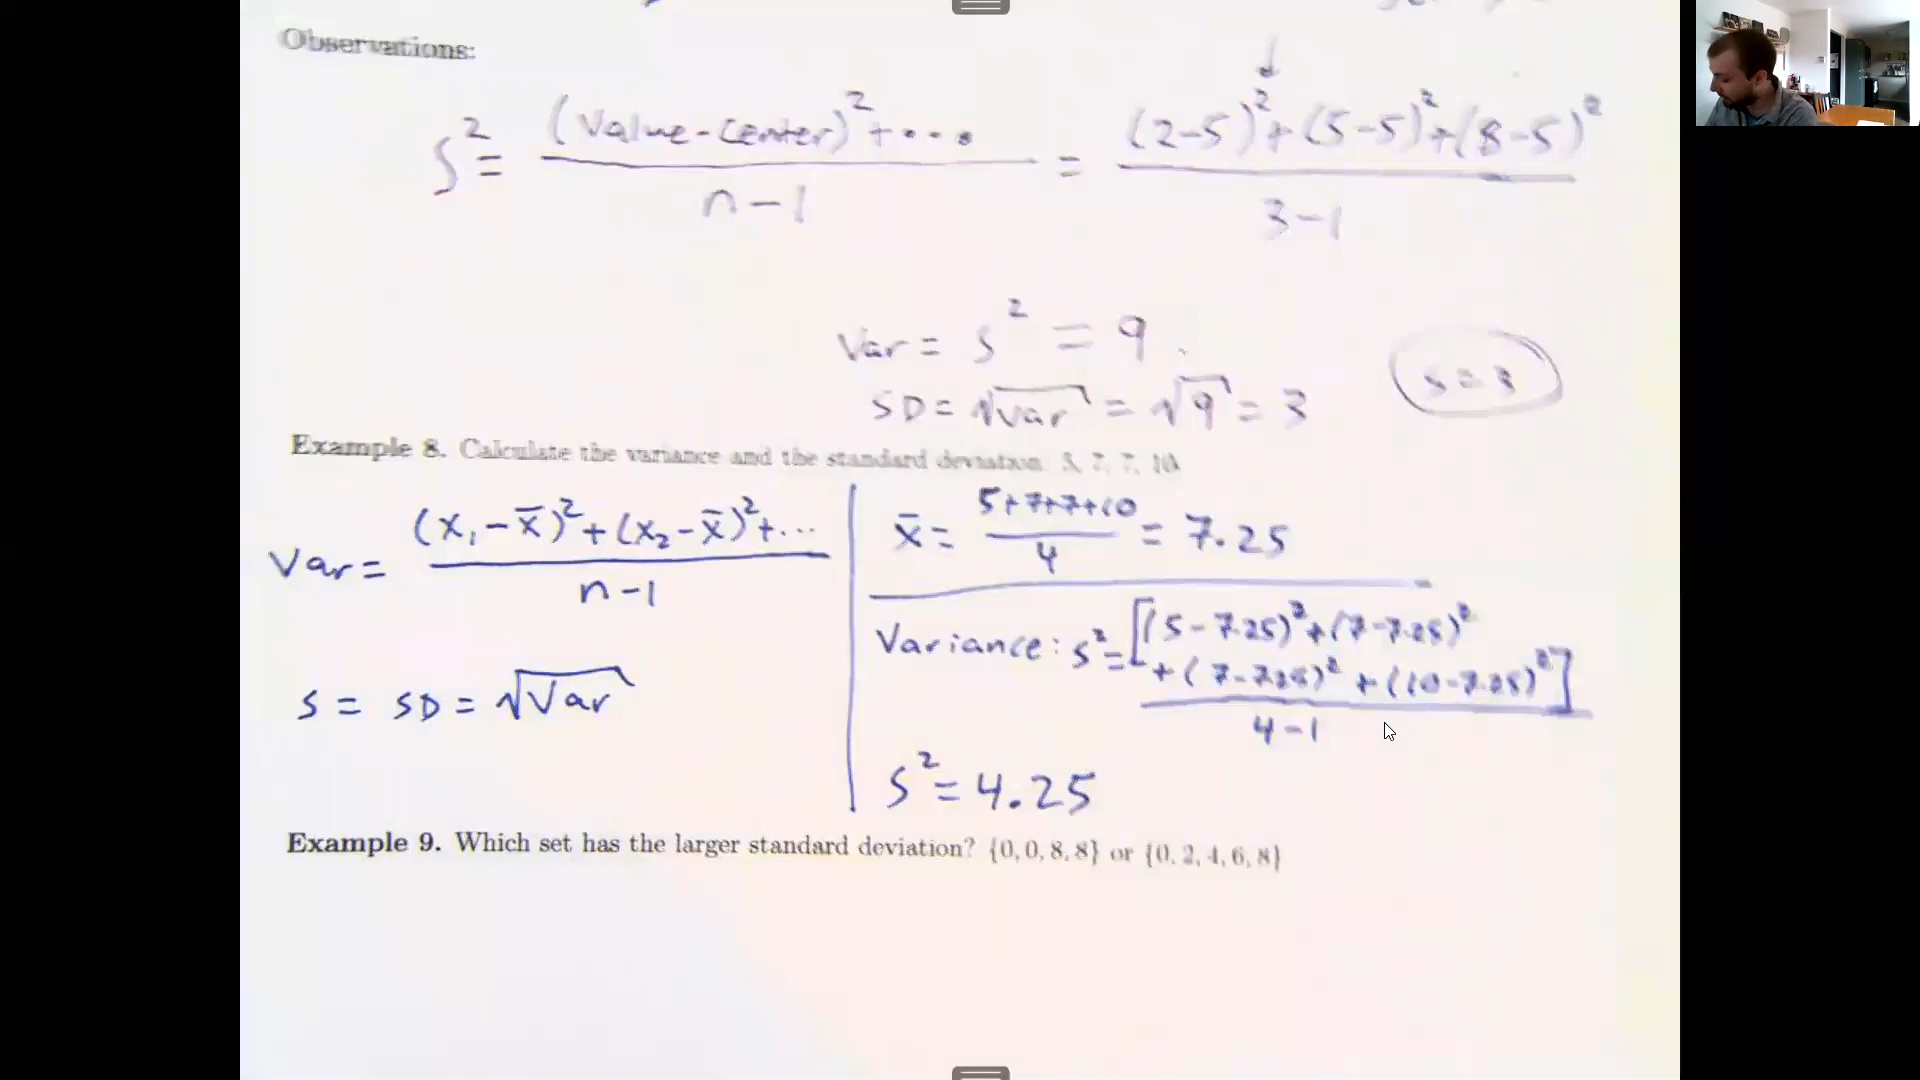 Observations:
s² = (Value-Center)² + ... / n-1 = (2-5)² + (5-5)² + (8-5)² / 3-1
Var = s² = 9
SD = √Var = √9 = 3
Example 8. Calculate the variance and the standard deviation 5, 7, 7, 10
Var = (x₁ - x̄)² + (x₂ - x̄)² + ... / n-1
s = SD = √Var
x̄ = 5+7+7+10 / 4 = 7.25
Variance: s² = [(5-7.25)² + (7-7.25)²
+ (7-7.25)² + (10-7.25)²] / 4-1
s² = 4.25
Example 9. Which set has the larger standard deviation? {0, 0, 8, 8} or {0, 2, 4, 6, 8}